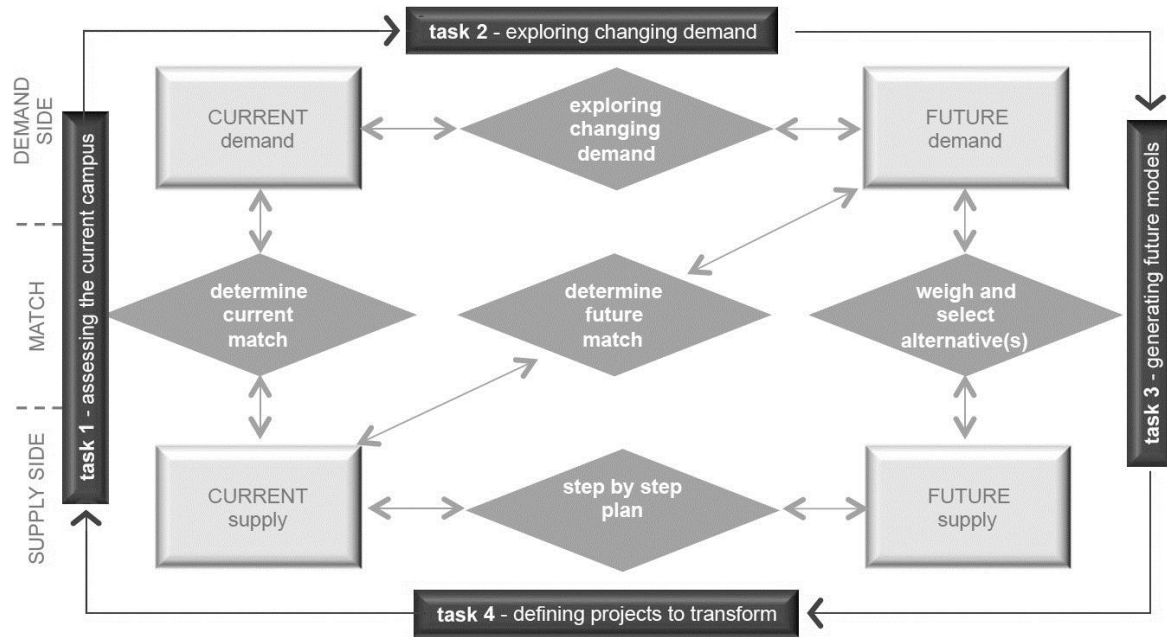 task 2 - exploring changing demand
DEMAND
SIDE
CURRENT
demand
exploring
changing
demand
FUTURE
demand
task 1 - assessing the current campus
MATCH
determine
current
match
determine
future
match
weigh and
select
alternative(s)
task 3 - generating future models
SUPPLY SIDE
CURRENT
supply
step by step
plan
FUTURE
supply
task 4 - defining projects to transform